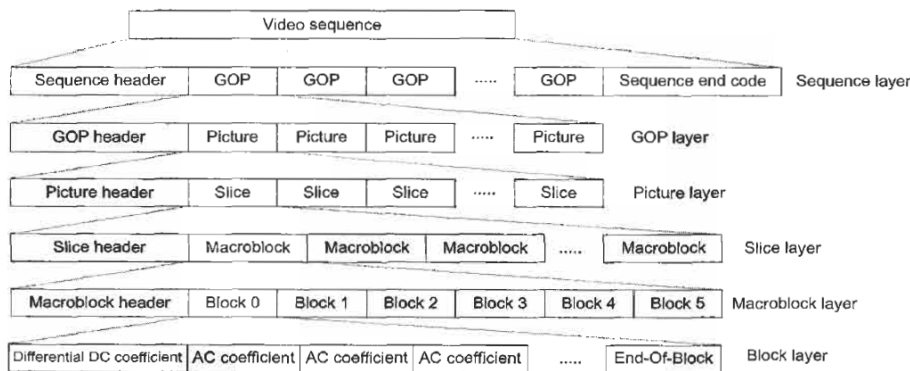 Video sequence
Sequence header GOP GOP GOP ..... GOP Sequence end code Sequence layer
GOP header Picture Picture Picture ..... Picture GOP layer
Picture header Slice Slice Slice ..... Slice Picture layer
Slice header Macroblock Macroblock Macroblock ..... Macroblock Slice layer
Macroblock header Block 0 Block 1 Block 2 Block 3 Block 4 Block 5 Macroblock layer
Differential DC coefficient AC coefficient AC coefficient AC coefficient ..... End-Of-Block Block layer